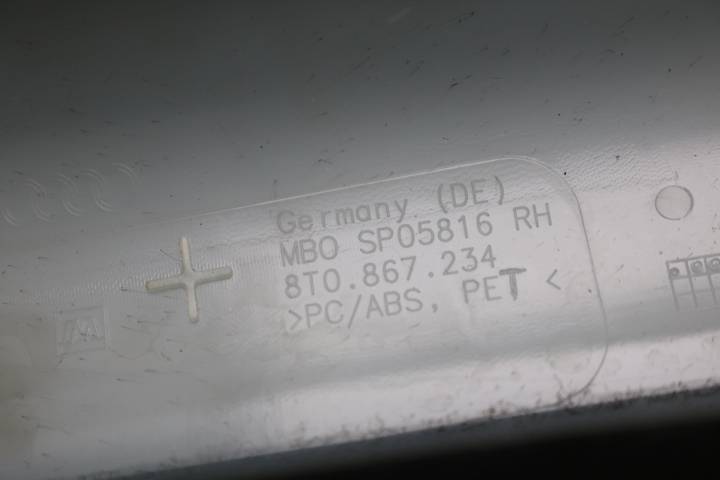 Germany (DE)
MBO SP05816 RH
8T0.867.234
>PC/ABS, PET <